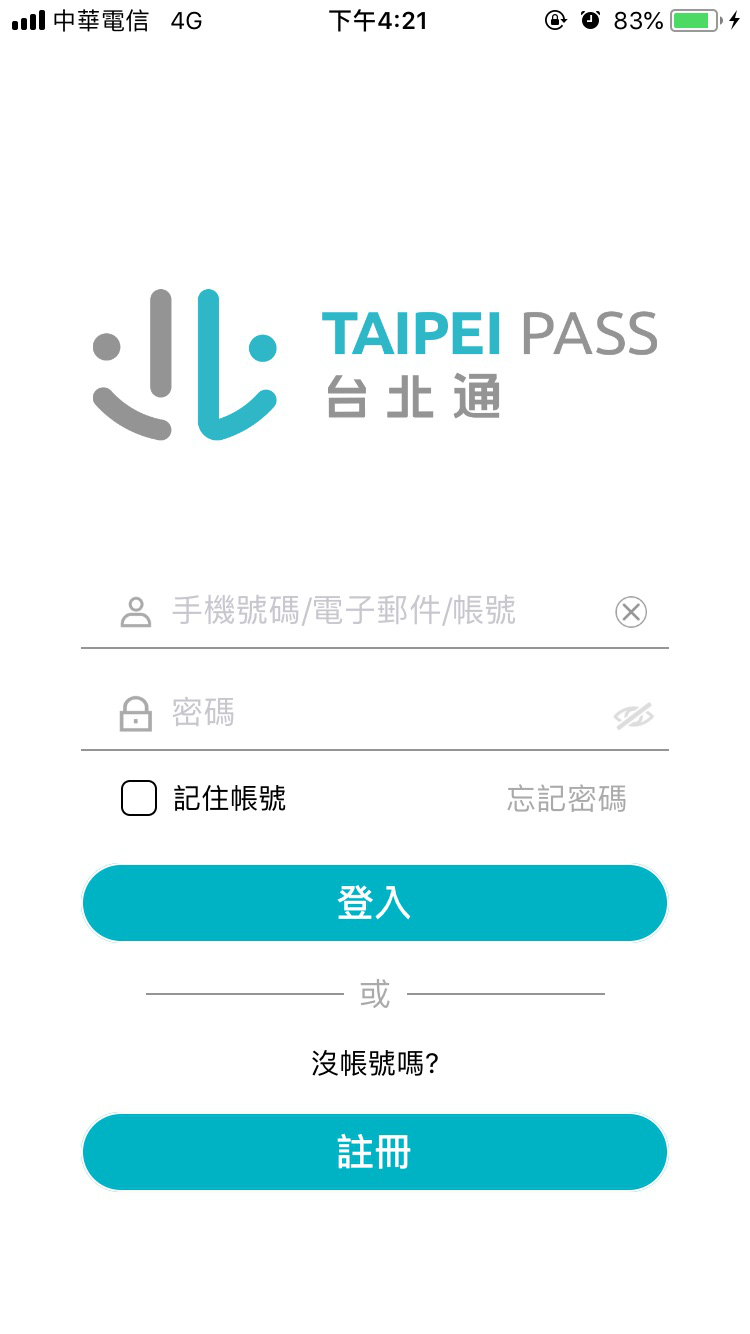 中華電信 4G 下午4:21 83%
TAIPEI PASS
台北通
手機號碼/電子郵件/帳號
密碼
記住帳號 忘記密碼
登入
或
沒帳號嗎?
註冊